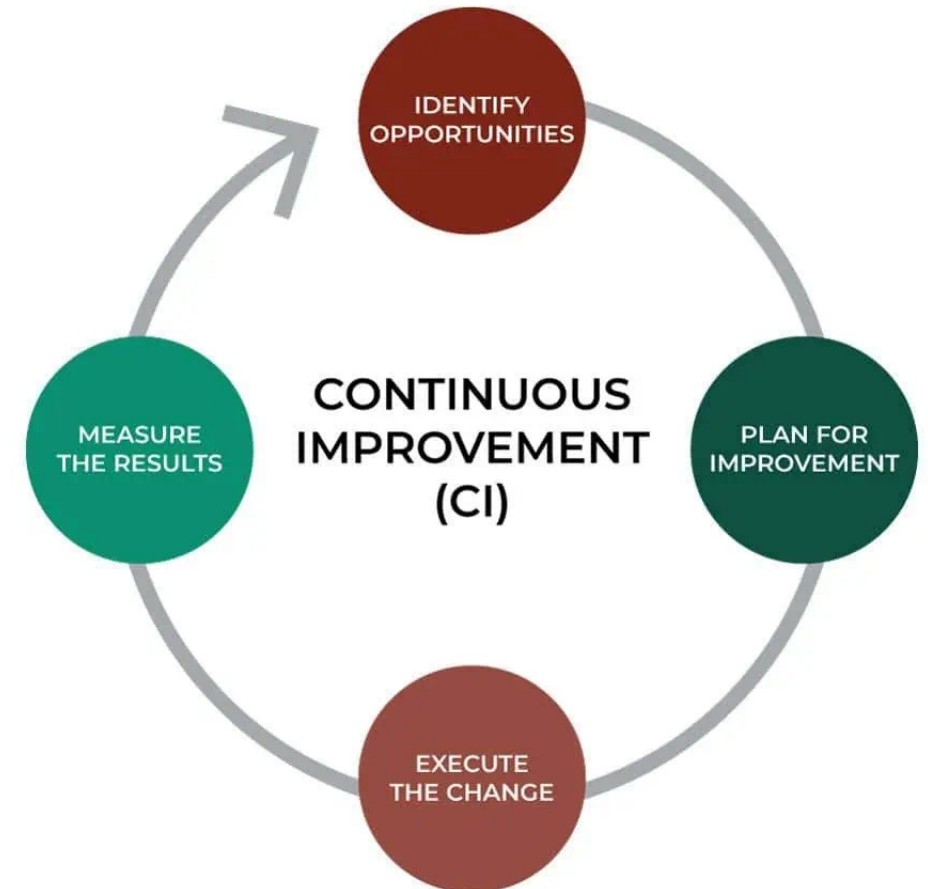 IDENTIFY
OPPORTUNITIES
CONTINUOUS
IMPROVEMENT
(CI)
PLAN FOR
IMPROVEMENT
EXECUTE
THE CHANGE
MEASURE
THE RESULTS